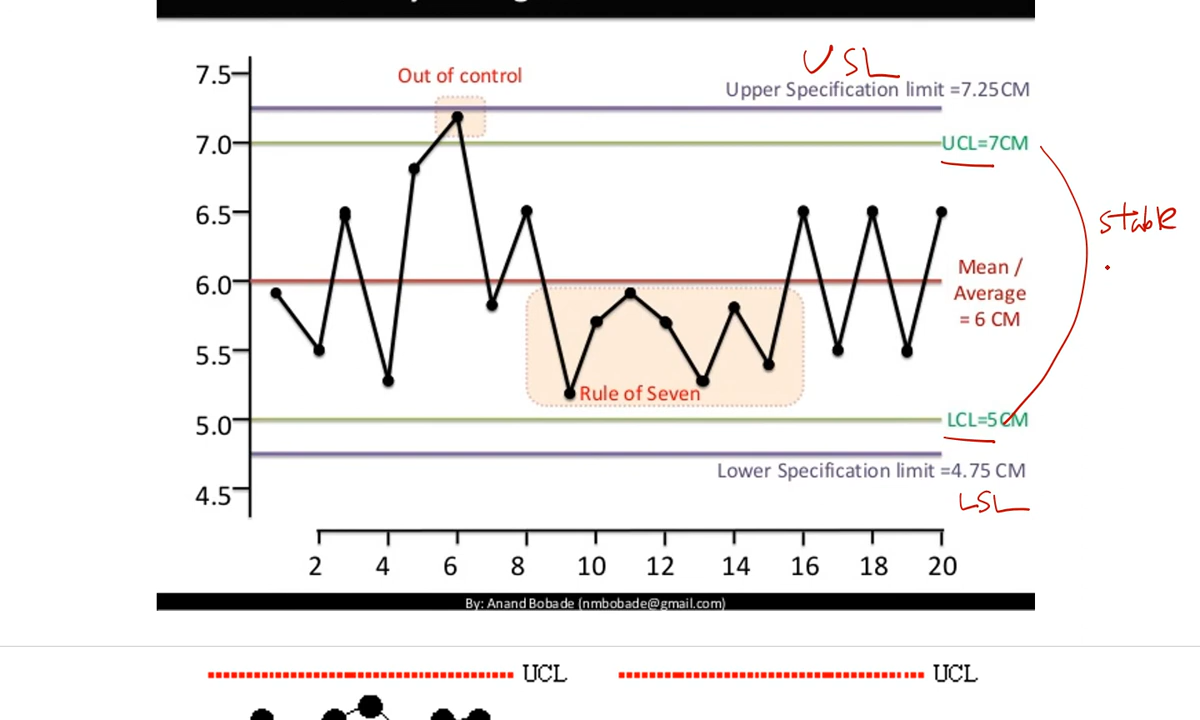 USL
7.5
Out of control
Upper Specification limit =7.25CM
7.0
UCL=7CM
6.5
stable
6.0
Mean /
Average
= 6 CM
5.5
Rule of Seven
5.0
LCL=5CM
Lower Specification limit =4.75 CM
4.5
LSL
2 4 6 8 10 12 14 16 18 20
By: Anand Bobade (nmbobade@gmail.com)
UCL UCL